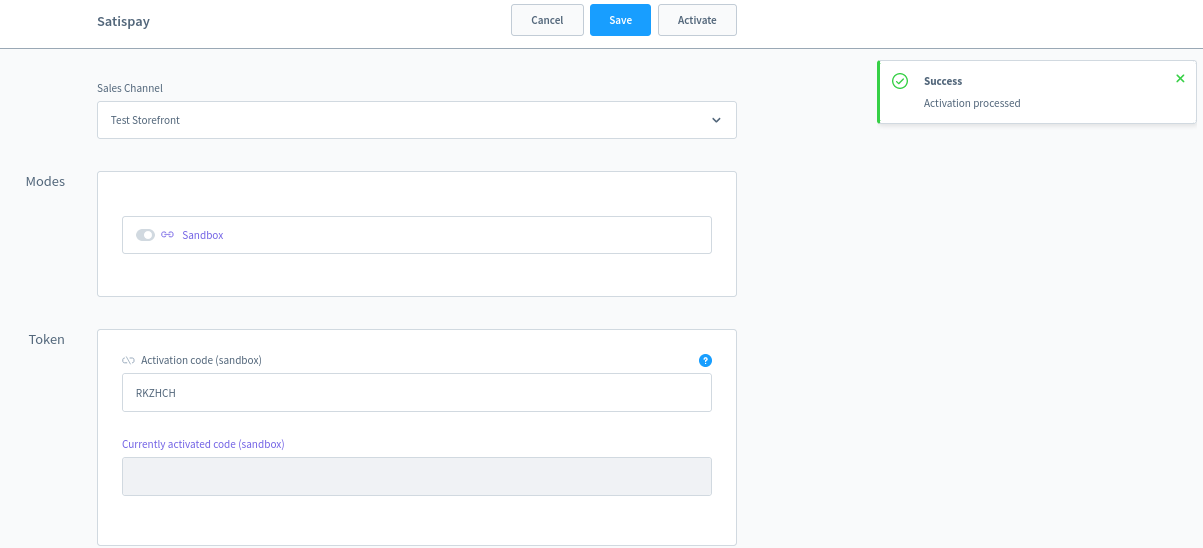 Satispay
Cancel
Save
Activate
Success
Activation processed
Sales Channel
Test Storefront
Modes
Sandbox
Token
Activation code (sandbox)
?
RKZHCH
Currently activated code (sandbox)